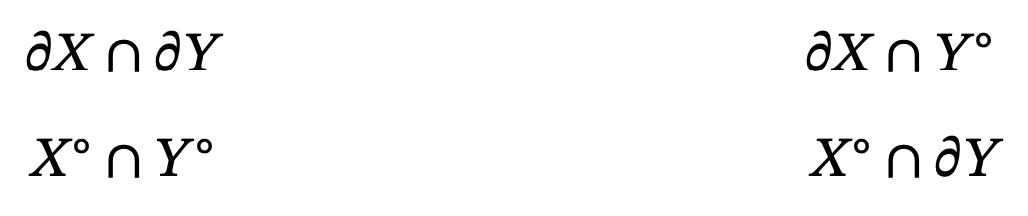 ∂X ∩ ∂Y ∂X ∩ Y°
X° ∩ Y° X° ∩ ∂Y